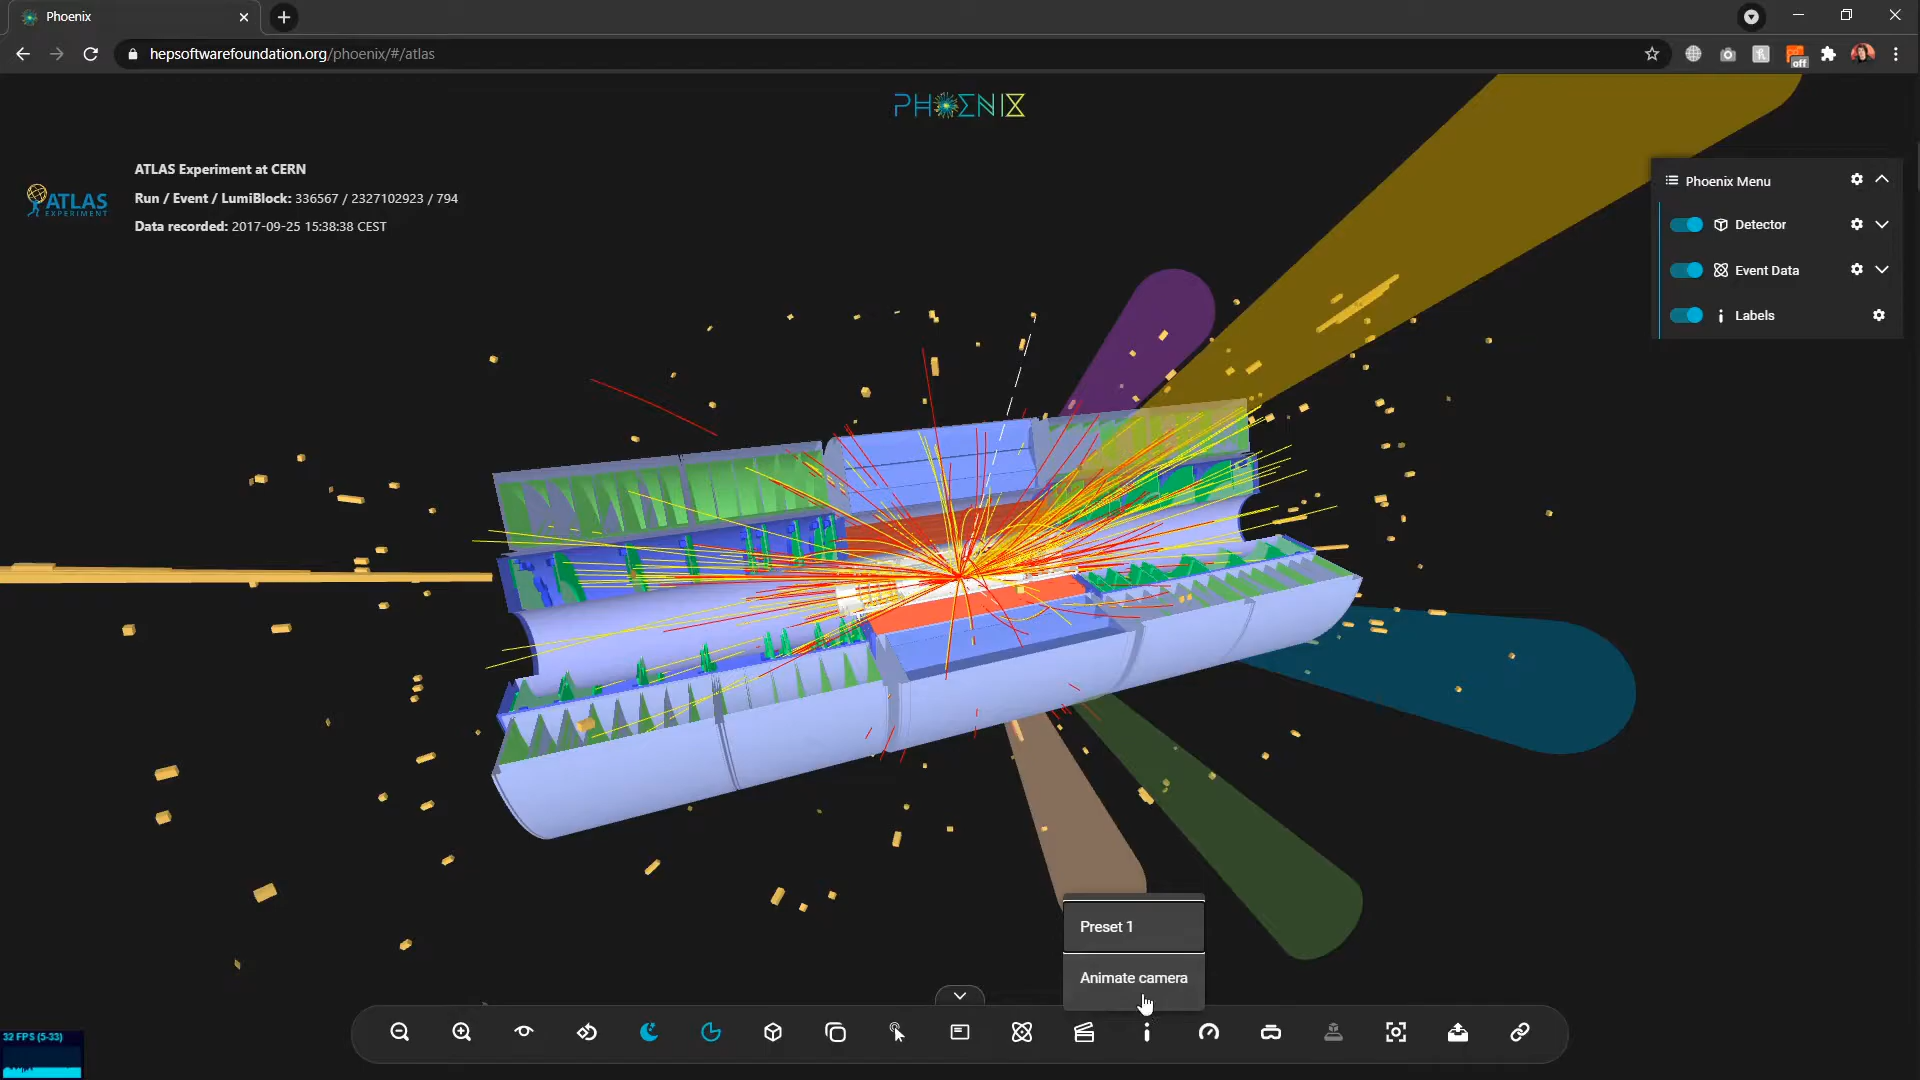 Phoenix
hepsoftwarefoundation.org/phoenix/#/atlas
off
PHOENIX
ATLAS
EXPERIMENT
ATLAS Experiment at CERN
Run / Event / LumiBlock: 336567 / 2327102923 / 794
Data recorded: 2017-09-25 15:38:38 CEST
Phoenix Menu
Detector
Event Data
Labels
Preset 1
Animate camera
32 FPS (5-33)